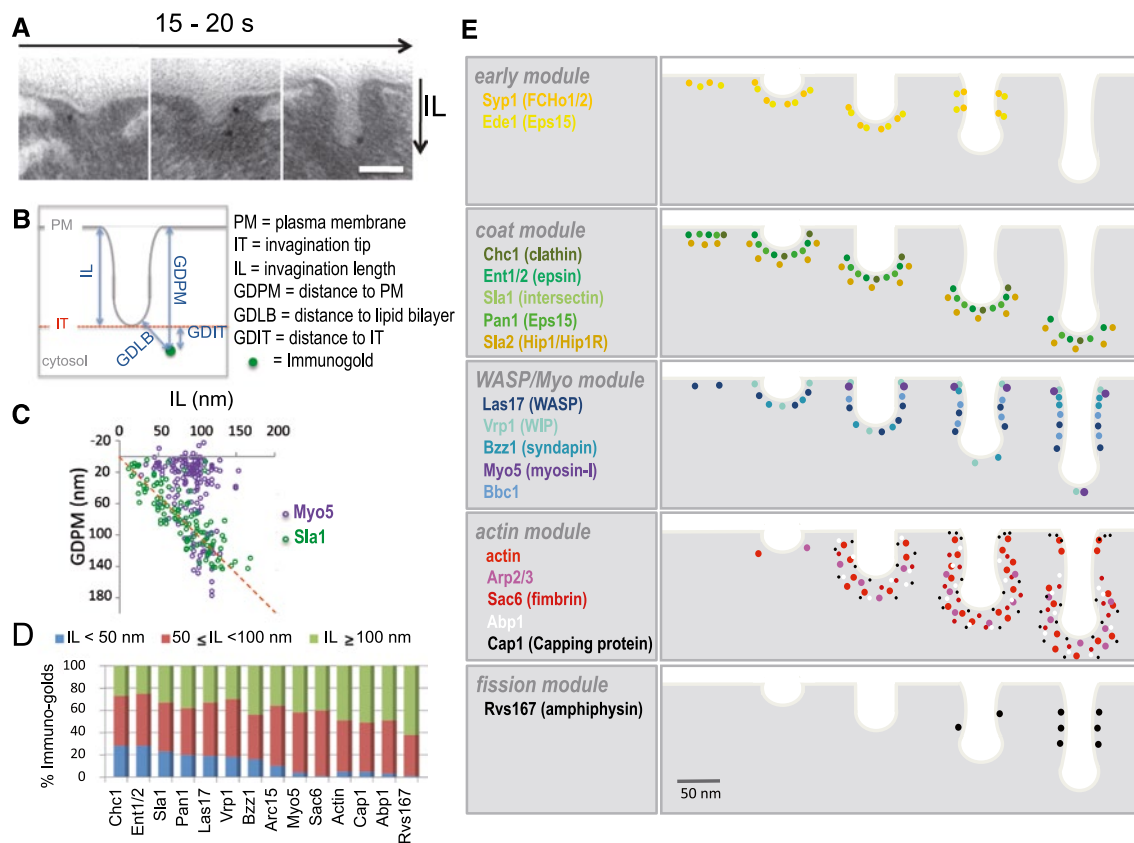 A
15 - 20 s
IL
B
PM
IL
GDPM
IT
GDLB
GDIT
cytosol
PM = plasma membrane
IT = invagination tip
IL = invagination length
GDPM = distance to PM
GDLB = distance to lipid bilayer
GDIT = distance to IT
= Immunogold
C
IL (nm)
0 50 100 150 200
-20
20
60
100
140
180
GDPM (nm)
Myo5
Sla1
D
IL < 50 nm
50 ≤ IL <100 nm
IL ≥ 100 nm
% Immuno-golds
100
80
60
40
20
0
Chc1
Ent1/2
Sla1
Pan1
Las17
Vrp1
Bzz1
Arc15
Myo5
Sac6
Actin
Cap1
Abp1
Rvs167
E
early module
Syp1 (FCHo1/2)
Ede1 (Eps15)
coat module
Chc1 (clathin)
Ent1/2 (epsin)
Sla1 (intersectin)
Pan1 (Eps15)
Sla2 (Hip1/Hip1R)
WASP/Myo module
Las17 (WASP)
Vrp1 (WIP)
Bzz1 (syndapin)
Myo5 (myosin-I)
Bbc1
actin module
actin
Arp2/3
Sac6 (fimbrin)
Abp1
Cap1 (Capping protein)
fission module
Rvs167 (amphiphysin)
50 nm